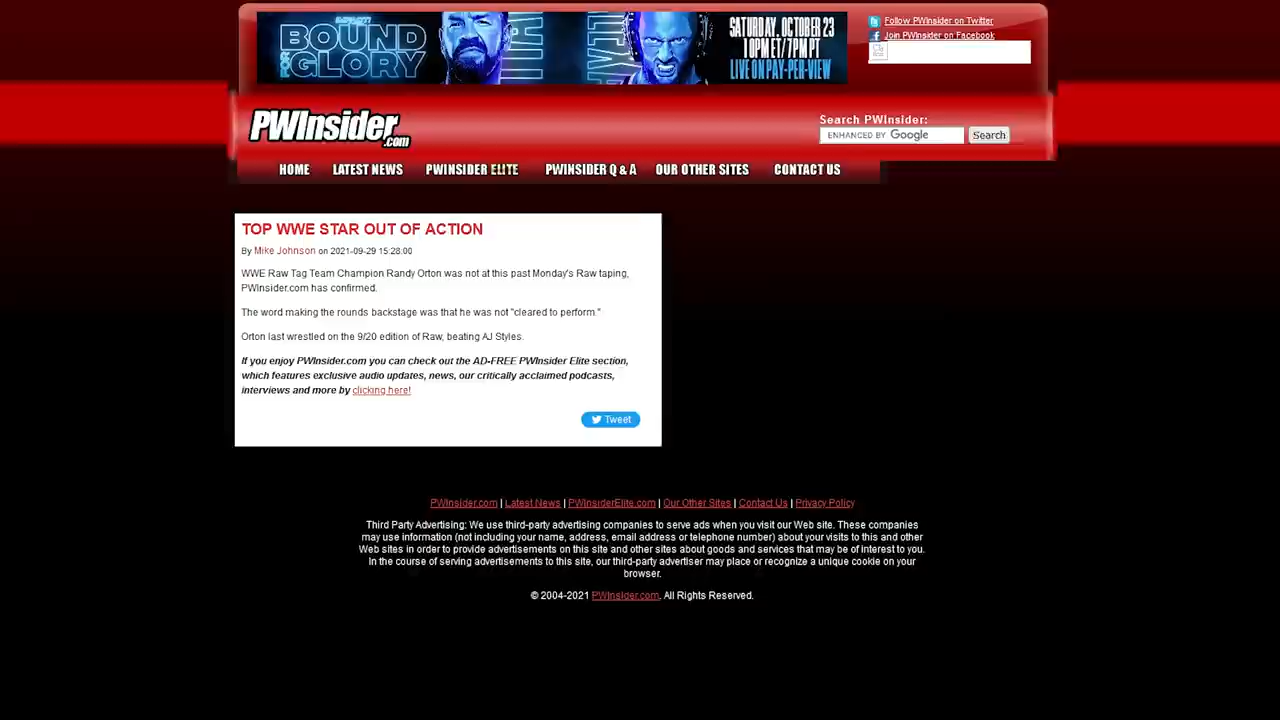 IMPACT!
BOUND
FOR
GLORY
SATURDAY, OCTOBER 23
10PM ET/7PM PT
LIVE ON PAY-PER-VIEW
Follow PWInsider on Twitter
Join PWInsider on Facebook
PWInsider.com
Search PWInsider:
ENHANCED BY Google
Search
HOME LATEST NEWS PWINSIDER ELITE PWINSIDER Q & A OUR OTHER SITES CONTACT US
TOP WWE STAR OUT OF ACTION
By Mike Johnson on 2021-09-29 15:28:00
WWE Raw Tag Team Champion Randy Orton was not at this past Monday's Raw taping,
PWInsider.com has confirmed.
The word making the rounds backstage was that he was not "cleared to perform."
Orton last wrestled on the 9/20 edition of Raw, beating AJ Styles.
If you enjoy PWInsider.com you can check out the AD-FREE PWInsider Elite section,
which features exclusive audio updates, news, our critically acclaimed podcasts,
interviews and more by clicking here!
Tweet
PWInsider.com | Latest News | PWInsiderElite.com | Our Other Sites | Contact Us | Privacy Policy
Third Party Advertising: We use third-party advertising companies to serve ads when you visit our Web site. These companies
may use information (not including your name, address, email address or telephone number) about your visits to this and other
Web sites in order to provide advertisements on this site and other sites about goods and services that may be of interest to you.
In the course of serving advertisements to this site, our third-party advertiser may place or recognize a unique cookie on your
browser.
© 2004-2021 PWInsider.com. All Rights Reserved.